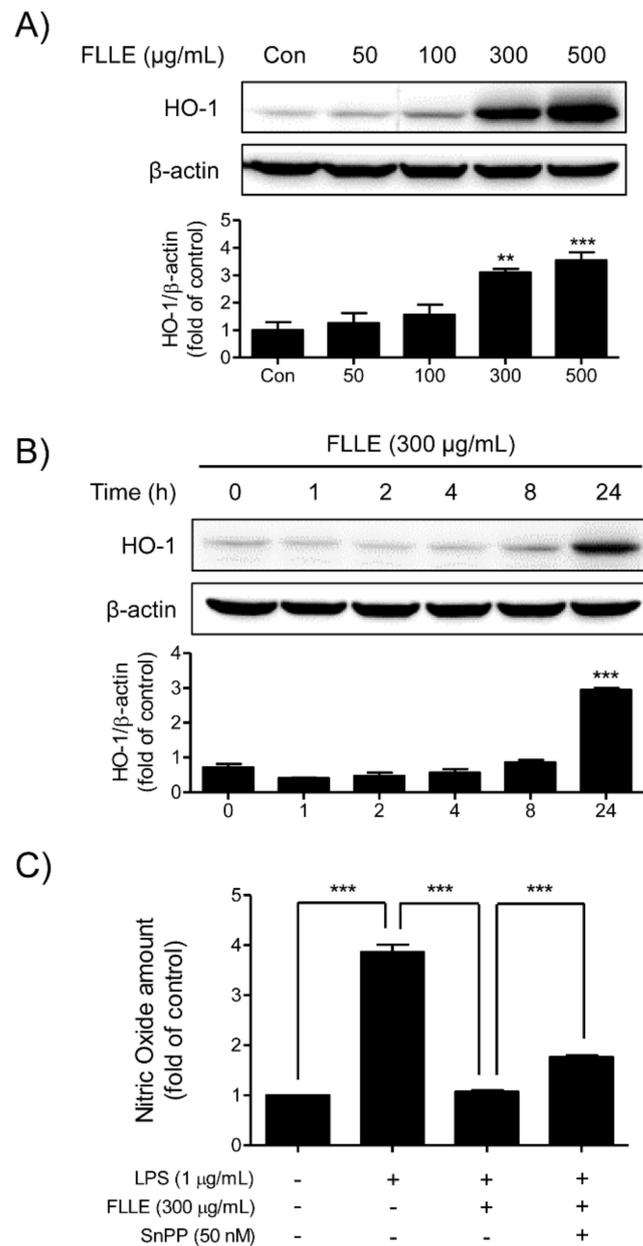 A)
FLLE (μg/mL) Con 50 100 300 500
HO-1
β-actin
HO-1/β-actin
(fold of control)
5
4
3
2
1
0
** ***
Con 50 100 300 500
B)
FLLE (300 μg/mL)
Time (h) 0 1 2 4 8 24
HO-1
β-actin
HO-1/β-actin
(fold of control)
4
3
2
1
0
***
0 1 2 4 8 24
C)
Nitric Oxide amount
(fold of control)
5
4
3
2
1
0
*** *** ***
LPS (1 μg/mL) - + + +
FLLE (300 μg/mL) - - + +
SnPP (50 nM) - - - +